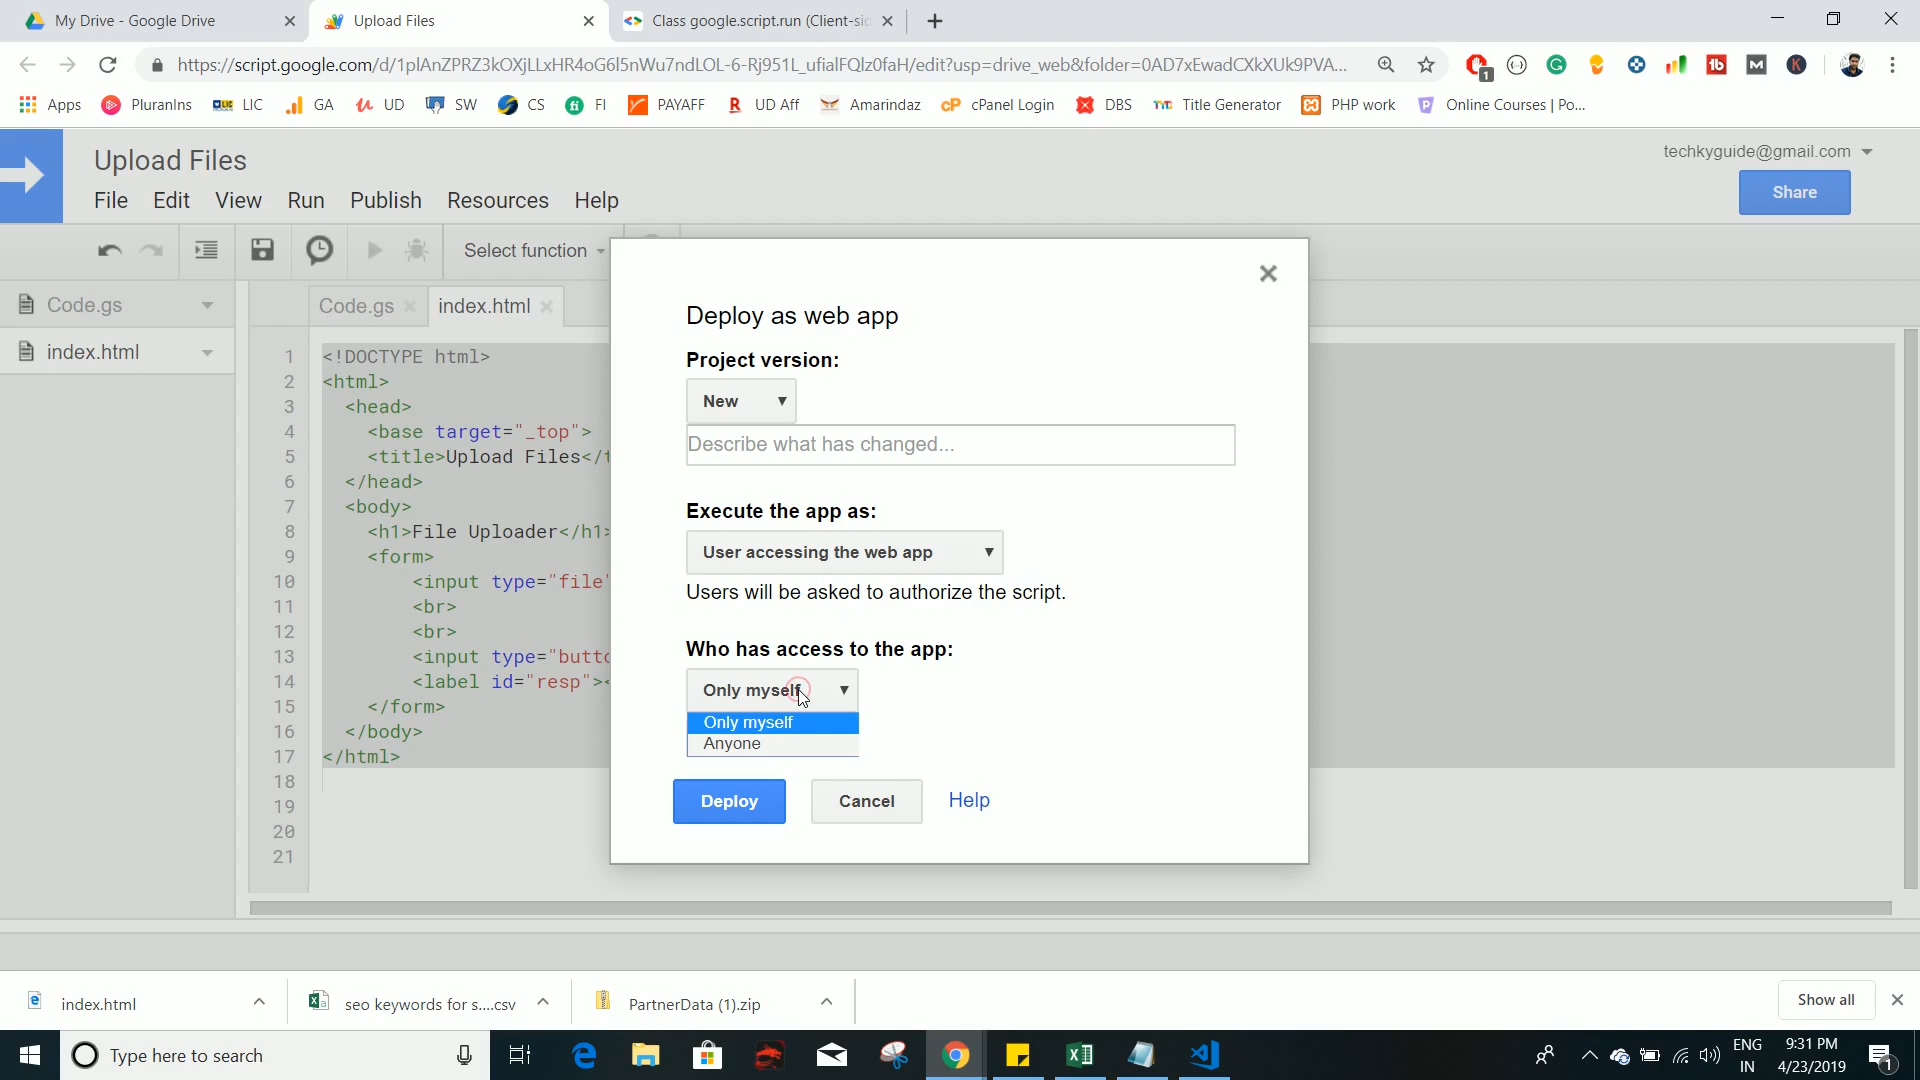 My Drive - Google Drive
Upload Files
Class google.script.run (Client-sid
https://script.google.com/d/1plAnZPRZ3kOXjLLxHR4oG6l5nWu7ndLOL-6-Rj951L_ufialFQlz0faH/edit?usp=drive_web&folder=0AD7xEwadCXkXUk9PVA...
1
Apps
PluranIns
LIC
GA
UD
SW
CS
FI
PAYAFF
UD Aff
Amarindaz
cPanel Login
DBS
Title Generator
PHP work
Online Courses | Po...
Upload Files
techkyguide@gmail.com
File Edit View Run Publish Resources Help
Share
Select function
Code.gs
index.html
Code.gs
index.html
1 <!DOCTYPE html>
2 <html>
3 <head>
4 <base target="_top">
5 <title>Upload Files</t
6 </head>
7 <body>
8 <h1>File Uploader</h1>
9 <form>
10 <input type="file"
11 <br>
12 <br>
13 <input type="butto
14 <label id="resp"><
15 </form>
16 </body>
17 </html>
18
19
20
21
Deploy as web app
Project version:
New
Describe what has changed...
Execute the app as:
User accessing the web app
Users will be asked to authorize the script.
Who has access to the app:
Only myself
Only myself
Anyone
Deploy
Cancel
Help
index.html
seo keywords for s....csv
PartnerData (1).zip
Show all
Type here to search
ENG
IN
9:31 PM
4/23/2019
1